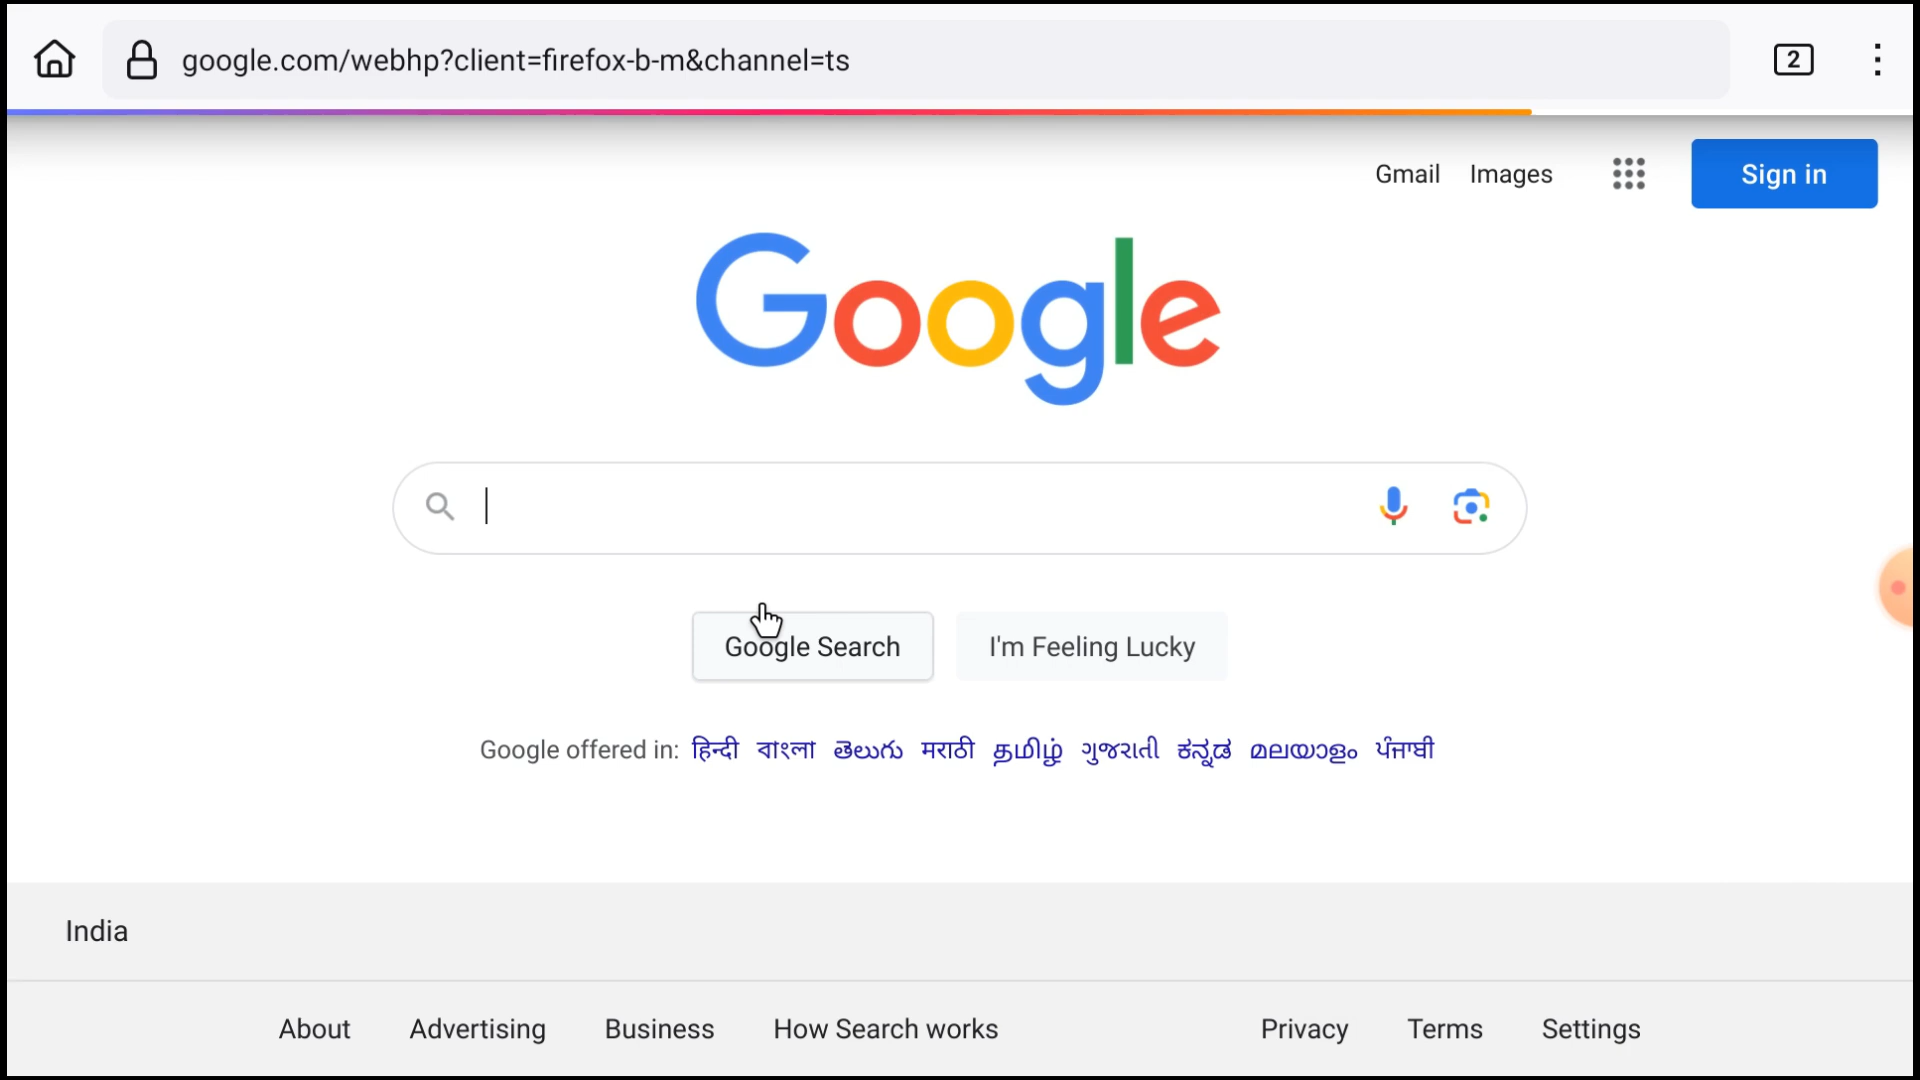 google.com/webhp?client=firefox-b-m&channel=ts
2
Gmail Images
Sign in
Google
Google Search
I'm Feeling Lucky
Google offered in: हिन्दी বাংলা తెలుగు मराठी தமிழ் ગુજરાતી ಕನ್ನಡ മലയാളം ਪੰਜਾਬੀ
India
About Advertising Business How Search works Privacy Terms Settings